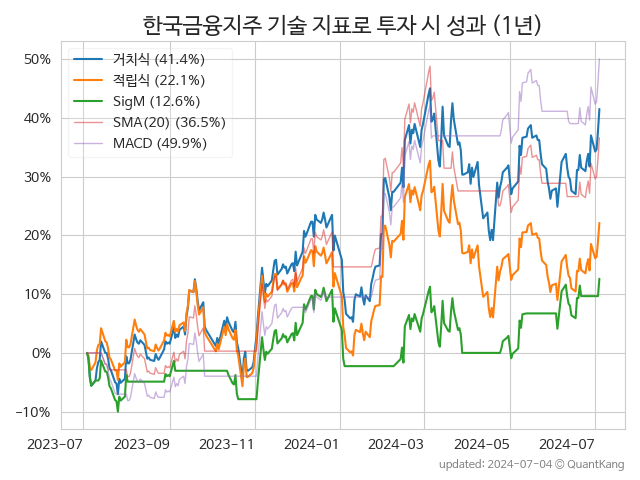 한국금융지주 기술 지표로 투자 시 성과 (1년)
50%
40%
30%
20%
10%
0%
−10%
거치식 (41.4%)
적립식 (22.1%)
SigM (12.6%)
SMA(20) (36.5%)
MACD (49.9%)
2023-07 2023-09 2023-11 2024-01 2024-03 2024-05 2024-07
updated: 2024-07-04 © QuantKang